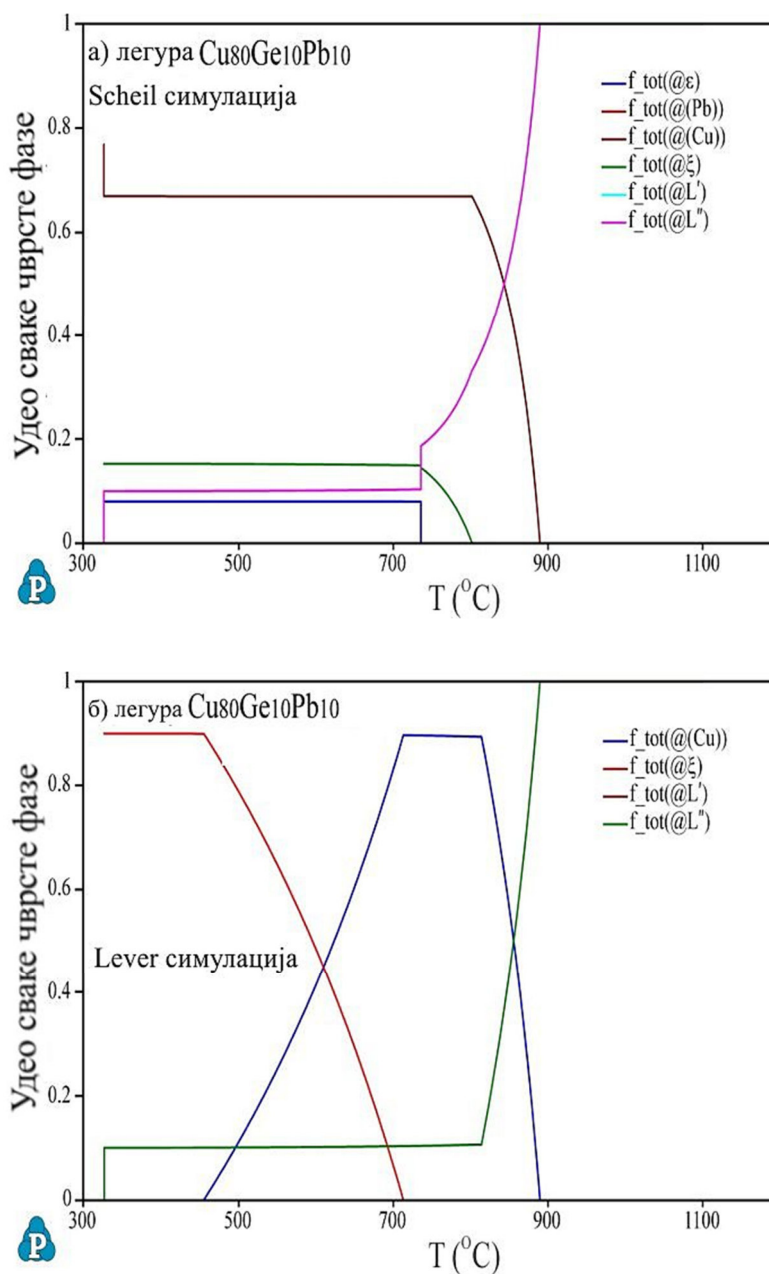 а) легура Cu80Ge10Pb10
Scheil симулација
f_tot(@ε)
f_tot(@(Pb))
f_tot(@(Cu))
f_tot(@ξ)
f_tot(@L')
f_tot(@L")
Удео сваке чврсте фазе
1
0.8
0.6
0.4
0.2
0
300 500 700 900 1100
T (°C)
P
б) легура Cu80Ge10Pb10
f_tot(@(Cu))
f_tot(@ξ)
f_tot(@L')
f_tot(@L")
Lever симулација
Удео сваке чврсте фазе
1
0.8
0.6
0.4
0.2
0
300 500 700 900 1100
T (°C)
P